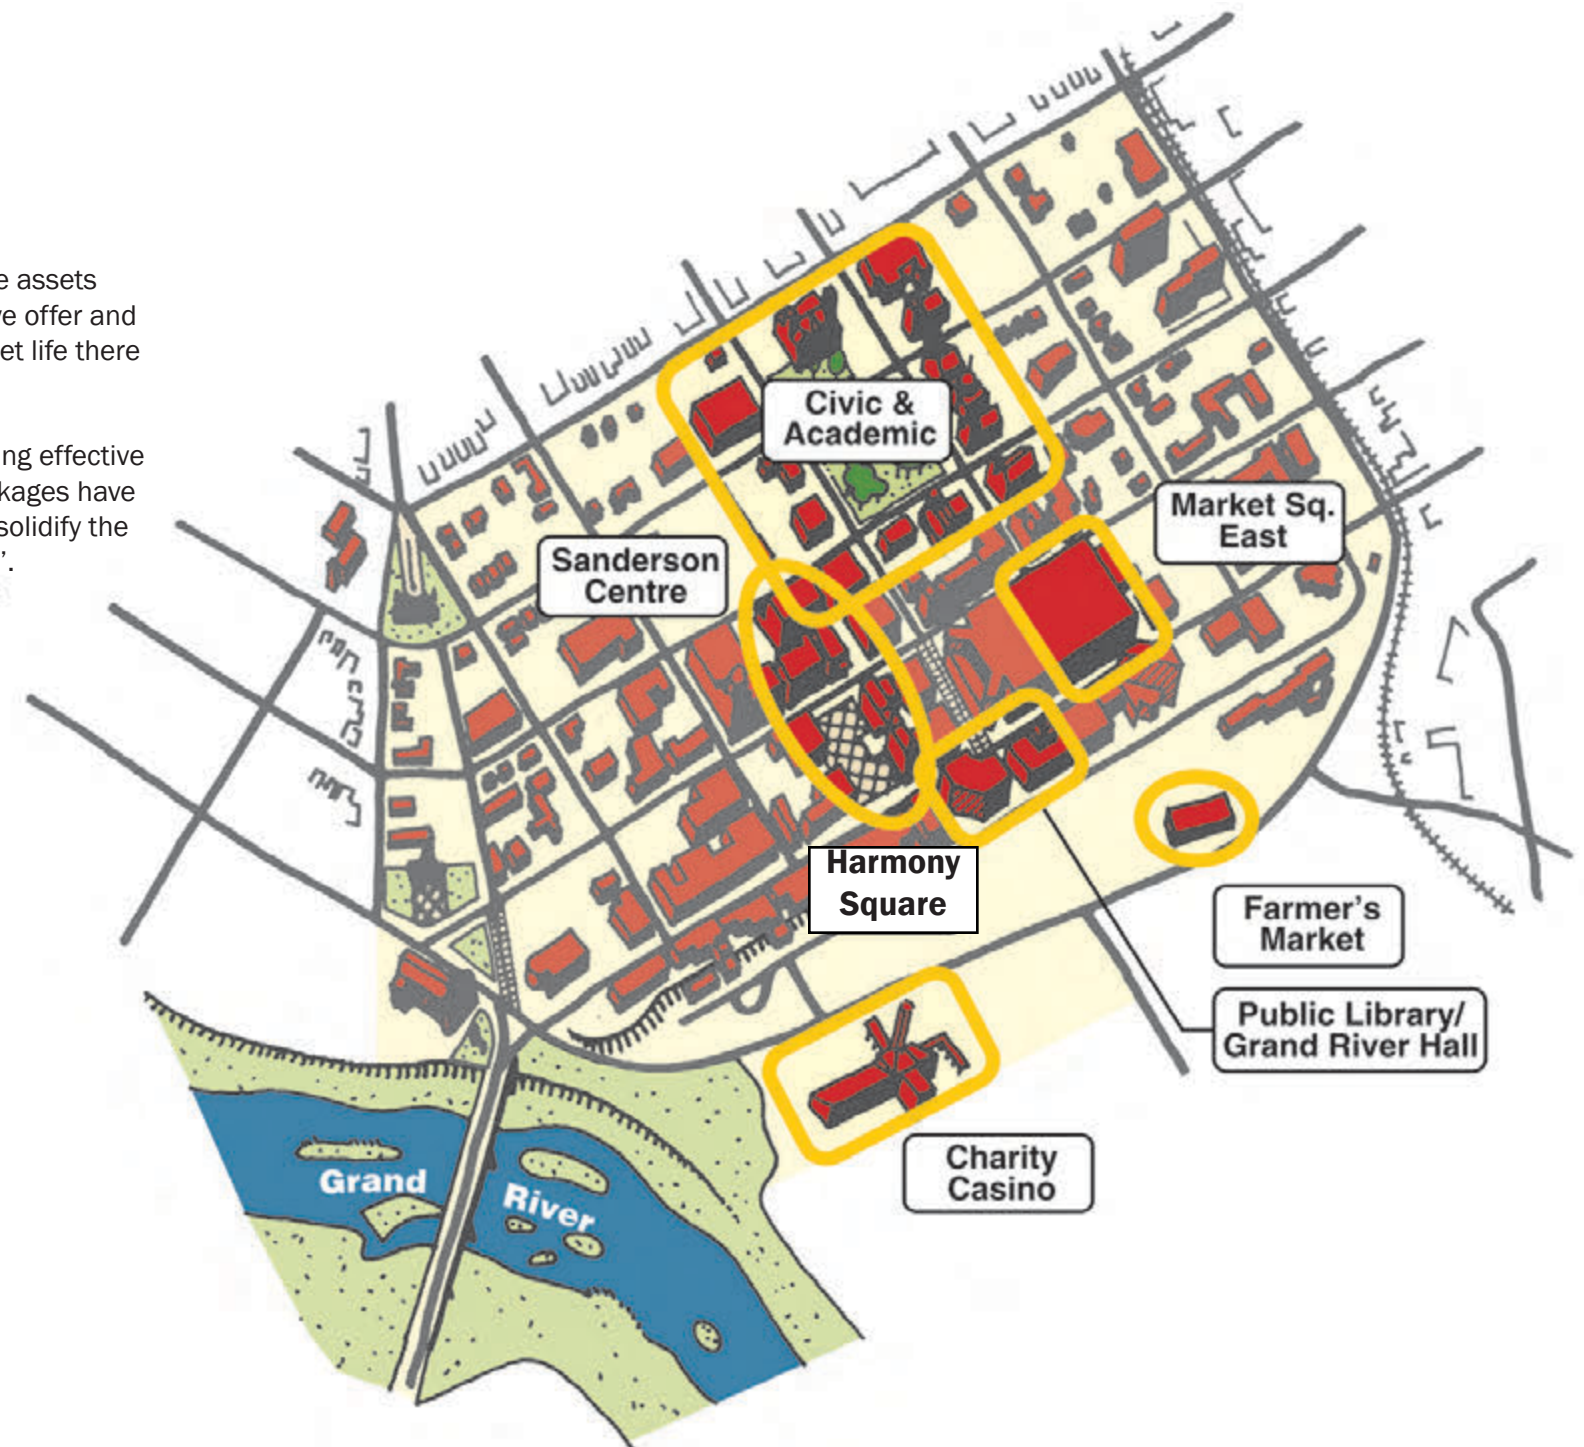 e assets
ve offer and
et life there
ng effective
kages have
solidify the
’.
Civic &
Academic
Market Sq.
East
Sanderson
Centre
Harmony
Square
Farmer’s
Market
Public Library/
Grand River Hall
Charity
Casino
Grand
River